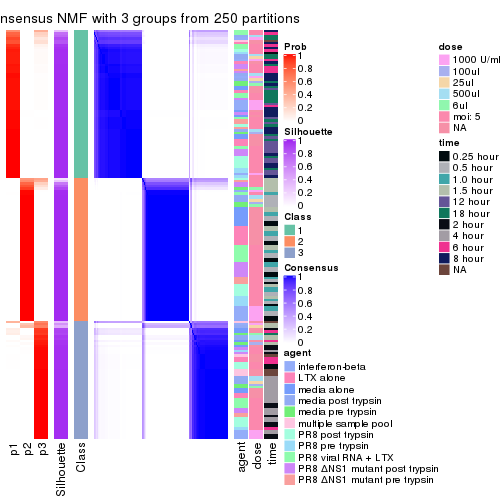 nsensus NMF with 3 groups from 250 partitions
p1
p2
p3
Silhouette
Class
agent
dose
time
Prob
1
0.8
0.6
0.4
0.2
0
Silhouette
1
0.8
0.6
0.4
0.2
0
Class
1
2
3
Consensus
1
0.8
0.6
0.4
0.2
0
agent
interferon-beta
LTX alone
media alone
media post trypsin
media pre trypsin
multiple sample pool
PR8 post trypsin
PR8 pre trypsin
PR8 viral RNA + LTX
PR8 ΔNS1 mutant post trypsin
PR8 ΔNS1 mutant pre trypsin
dose
1000 U/ml
100ul
25ul
500ul
6ul
moi: 5
NA
time
0.25 hour
0.5 hour
1.0 hour
1.5 hour
12 hour
18 hour
2 hour
4 hour
6 hour
8 hour
NA